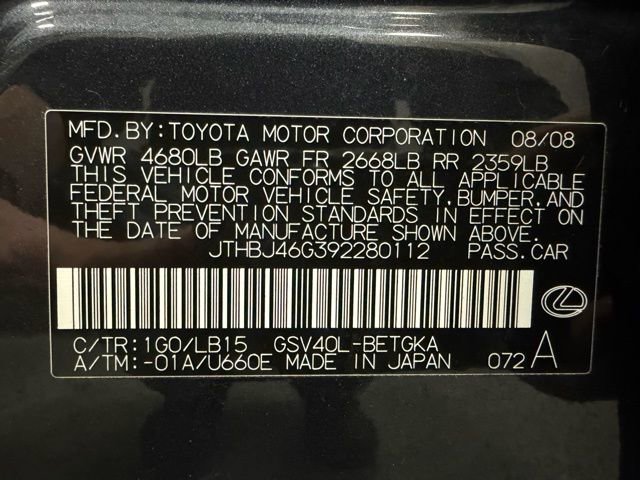 MFD. BY: TOYOTA MOTOR CORPORATION 08/08
GVWR 4680LB GAWR FR 2668LB RR 2359LB
THIS VEHICLE CONFORMS TO ALL APPLICABLE
FEDERAL MOTOR VEHICLE SAFETY, BUMPER, AND
THEFT PREVENTION STANDARDS IN EFFECT ON
THE DATE OF MANUFACTURE SHOWN ABOVE.
JTHBJ46G392280112 PASS. CAR
C/TR: 1G0/LB15 GSV40L-BETGKA
A/TM: -01A/U660E MADE IN JAPAN 072 A